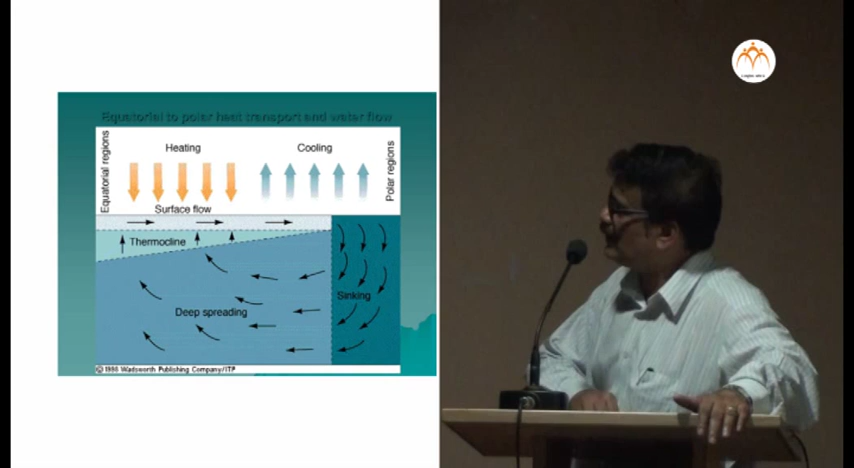 Equatorial to polar heat transport and water flow
Equatorial regions
Heating
Cooling
Polar regions
Surface flow
Thermocline
Sinking
Deep spreading
© 1996 Wadsworth Publishing Company/ITP